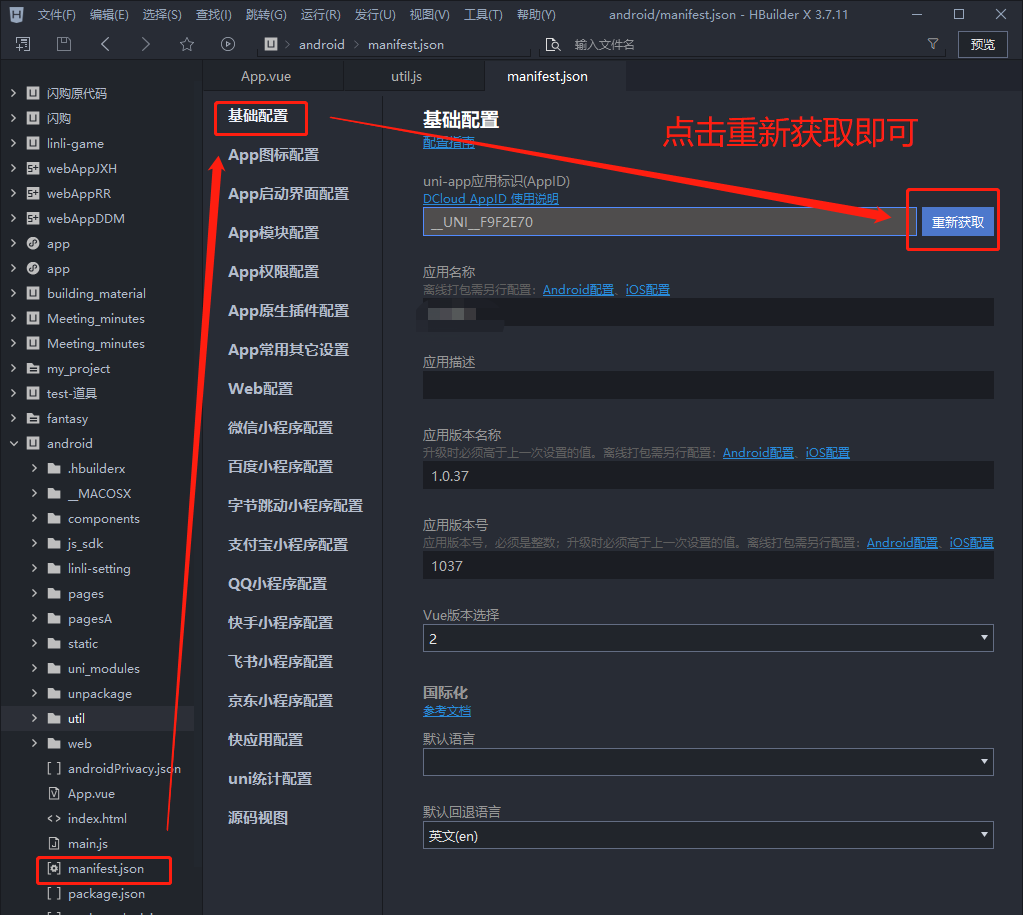 文件(F) 编辑(E) 选择(S) 查找(I) 跳转(G) 运行(R) 发行(U) 视图(V) 工具(T) 帮助(Y) android/manifest.json - HBuilder X 3.7.11
android manifest.json 输入文件名 预览
App.vue util.js manifest.json
闪购原代码
闪购
linli-game
webAppJXH
webAppRR
webAppDDM
app
app
building_material
Meeting_minutes
Meeting_minutes
my_project
test-道具
fantasy
android
.hbuilderx
__MACOSX
components
js_sdk
linli-setting
pages
pagesA
static
uni_modules
unpackage
util
web
androidPrivacy.json
App.vue
index.html
main.js
manifest.json
package.json
基础配置
App图标配置
App启动界面配置
App模块配置
App权限配置
App原生插件配置
App常用其它设置
Web配置
微信小程序配置
百度小程序配置
字节跳动小程序配置
支付宝小程序配置
QQ小程序配置
快手小程序配置
飞书小程序配置
京东小程序配置
快应用配置
uni统计配置
源码视图
基础配置
配置指南
点击重新获取即可
uni-app应用标识(AppID)
DCloud AppID 使用说明
__UNI__F9F2E70 重新获取
应用名称
离线打包需另行配置：Android配置、iOS配置
应用描述
应用版本名称
升级时必须高于上一次设置的值。离线打包需另行配置：Android配置、iOS配置
1.0.37
应用版本号
应用版本号，必须是整数；升级时必须高于上一次设置的值。离线打包需另行配置：Android配置、iOS配置
1037
Vue版本选择
2
国际化
参考文档
默认语言
默认回退语言
英文(en)